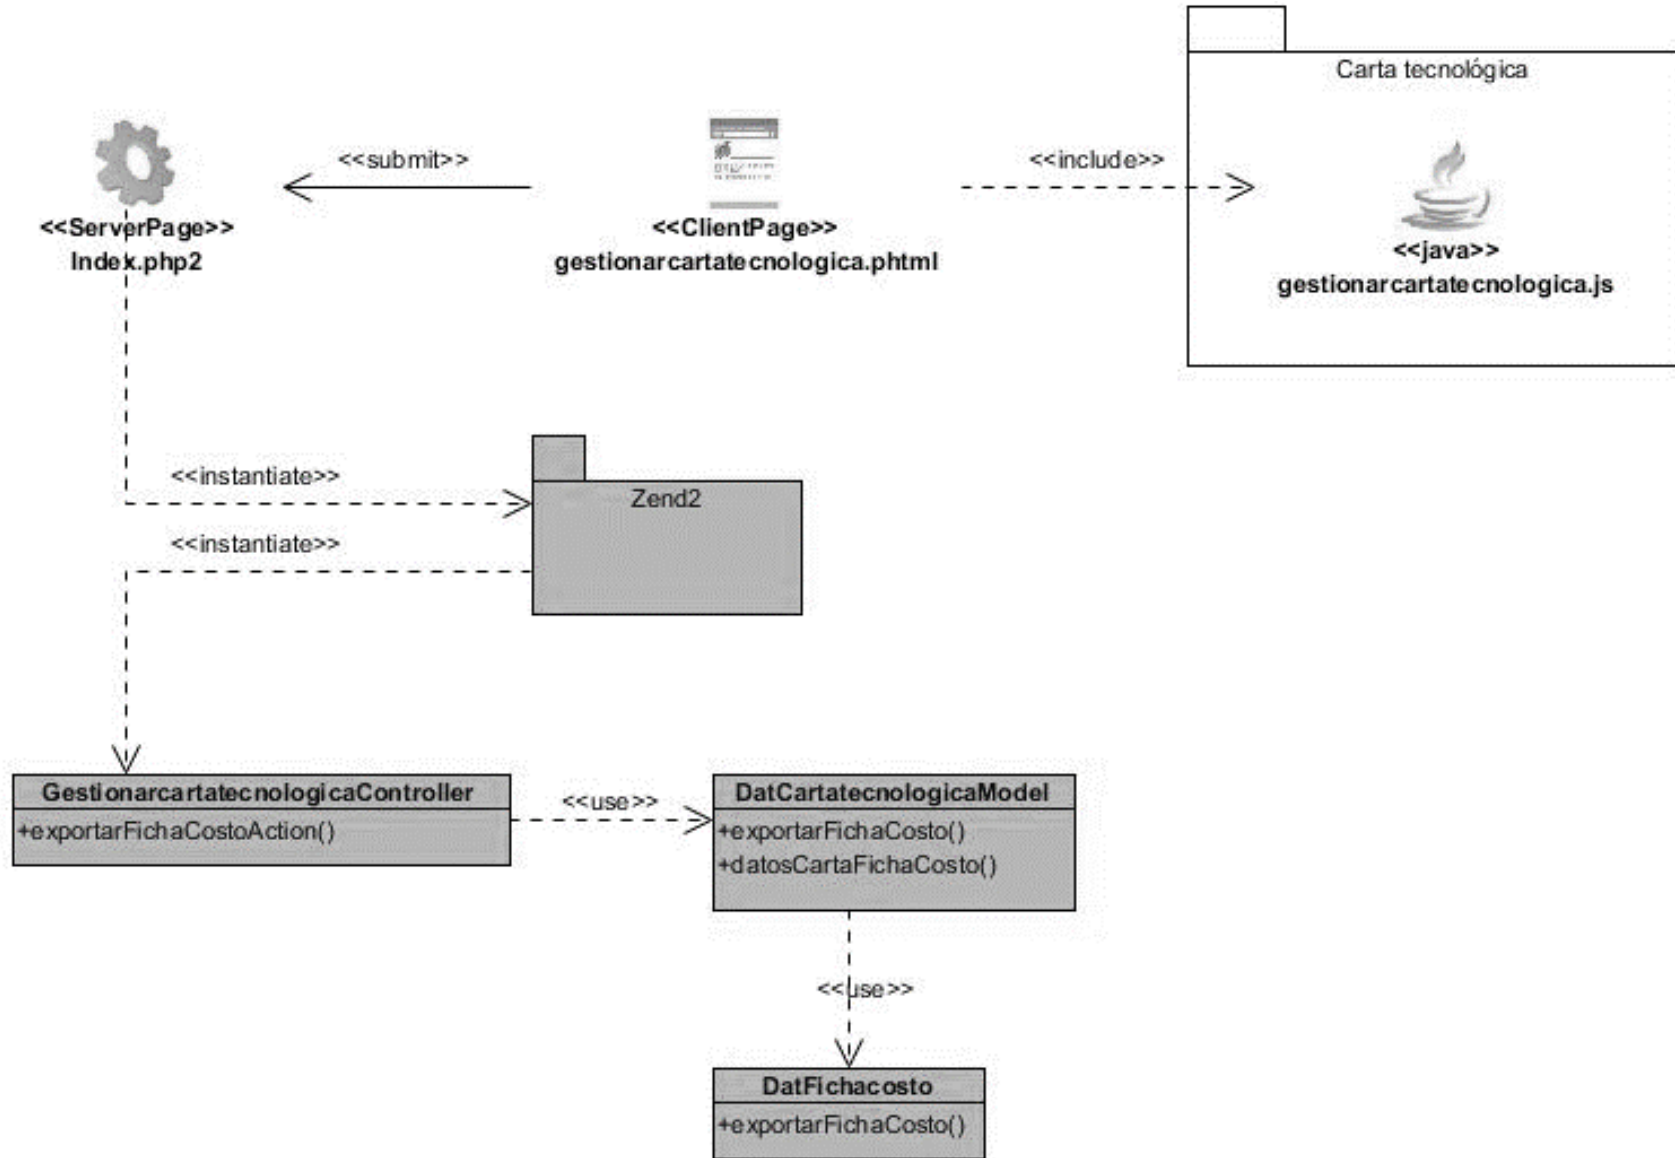 Carta tecnológica
<<submit>>
<<include>>
<<ServerPage>>
Index.php2
<<ClientPage>>
gestionarcartatecnologica.phtml
<<java>>
gestionarcartatecnologica.js
<<instantiate>>
Zend2
<<instantiate>>
GestionarcartatecnologicaController
+exportarFichaCostoAction()
<<use>>
DatCartatecnologicaModel
+exportarFichaCosto()
+datosCartaFichaCosto()
<<use>>
DatFichacosto
+exportarFichaCosto()